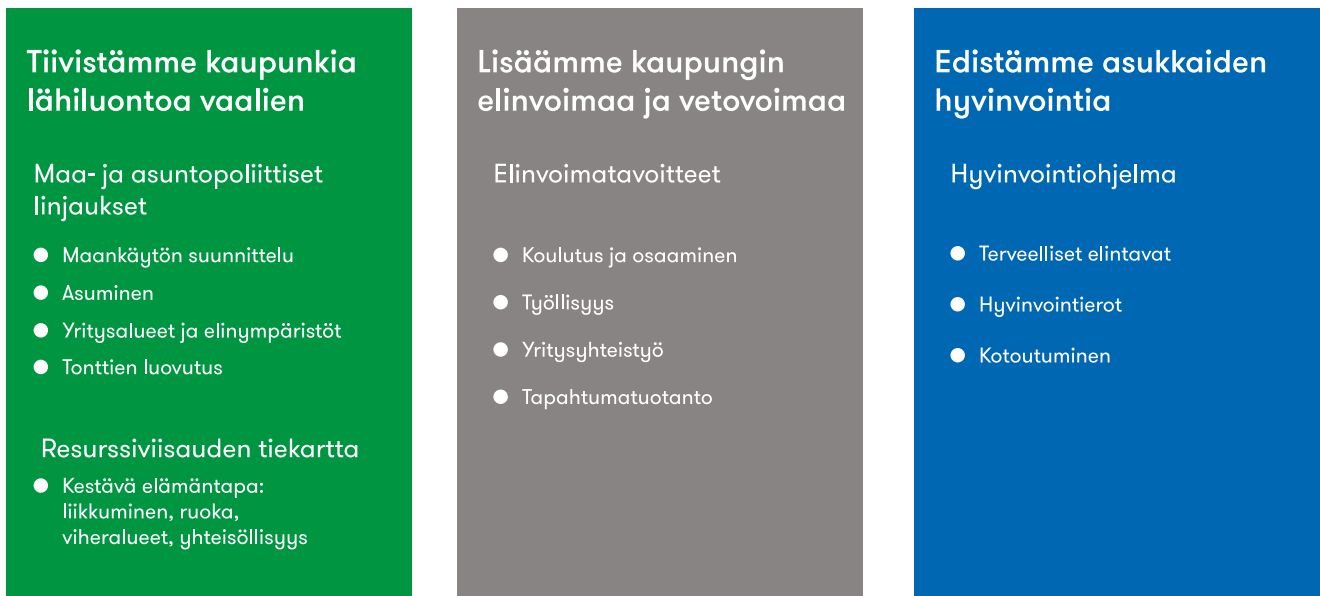 Tiivistämme kaupunkia
lähiluontoa vaalien
Maa- ja asuntopoliittiset
linjaukset
Maankäytön suunnittelu
Asuminen
Yritysalueet ja elinympäristöt
Tonttien luovutus
Resurssiviisauden tiekartta
Kestävä elämäntapa:
liikkuminen, ruoka,
viheralueet, yhteisöllisyys
Lisäämme kaupungin
elinvoimaa ja vetovoimaa
Elinvoimatavoitteet
Koulutus ja osaaminen
Työllisyys
Yritysyhteistyö
Tapahtumatuotanto
Edistämme asukkaiden
hyvinvointia
Hyvinvointiohjelma
Terveelliset elintavat
Hyvinvointierot
Kotoutuminen